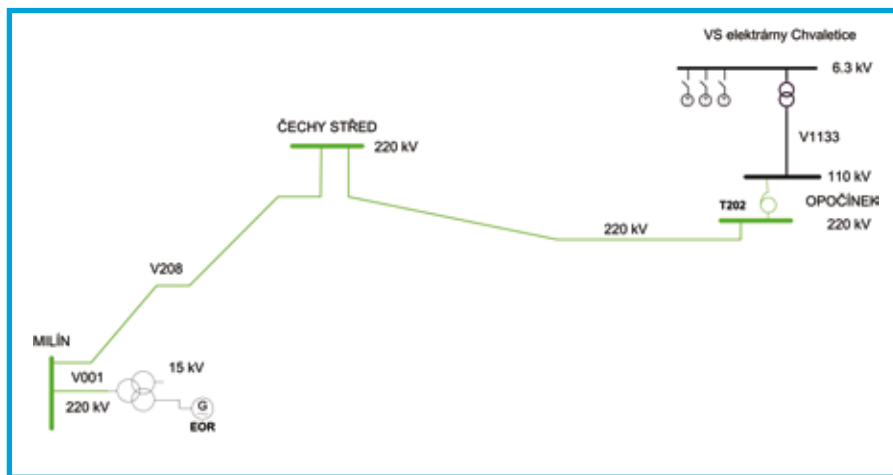 VS elektrárny Chvaletice
6.3 kV
V1133
ČECHY STŘED
220 kV
110 kV
T202
OPOČÍNEK
220 kV
220 kV
V208
MILÍN
15 kV
V001
220 kV
G
EOR